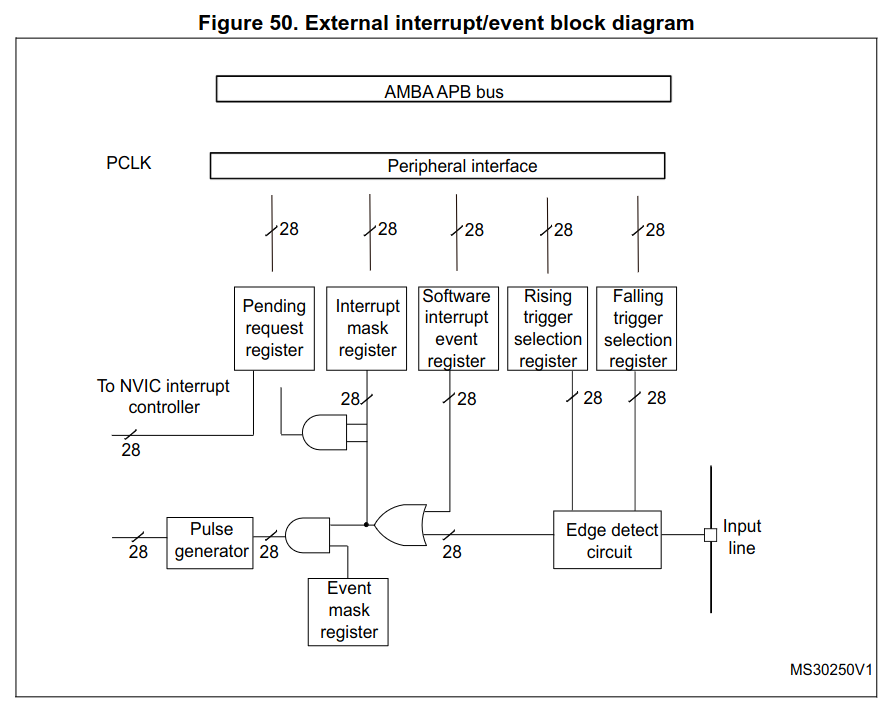 Figure 50. External interrupt/event block diagram
AMBA APB bus
PCLK
Peripheral interface
28
28
28
28
28
Pending
request
register
Interrupt
mask
register
Software
interrupt
event
register
Rising
trigger
selection
register
Falling
trigger
selection
register
To NVIC interrupt
controller
28
28
28
28
28
Pulse
generator
28
28
28
Edge detect
circuit
Input
line
Event
mask
register
MS30250V1